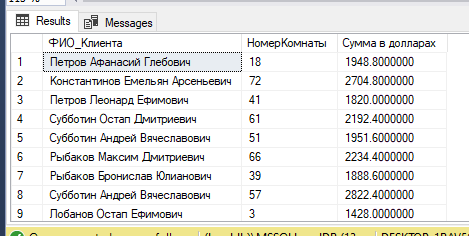 Results Messages
ФИО_Клиента НомерКомнаты Сумма в долларах
1 Петров Афанасий Глебович 18 1948.8000000
2 Константинов Емельян Арсеньевич 72 2704.8000000
3 Петров Леонард Ефимович 41 1820.0000000
4 Субботин Остап Дмитриевич 61 2192.4000000
5 Субботин Андрей Вячеславович 51 1951.6000000
6 Рыбаков Максим Дмитриевич 66 2234.4000000
7 Рыбаков Бронислав Юлианович 39 1888.6000000
8 Субботин Андрей Вячеславович 57 2822.4000000
9 Лобанов Остап Ефимович 3 1428.0000000